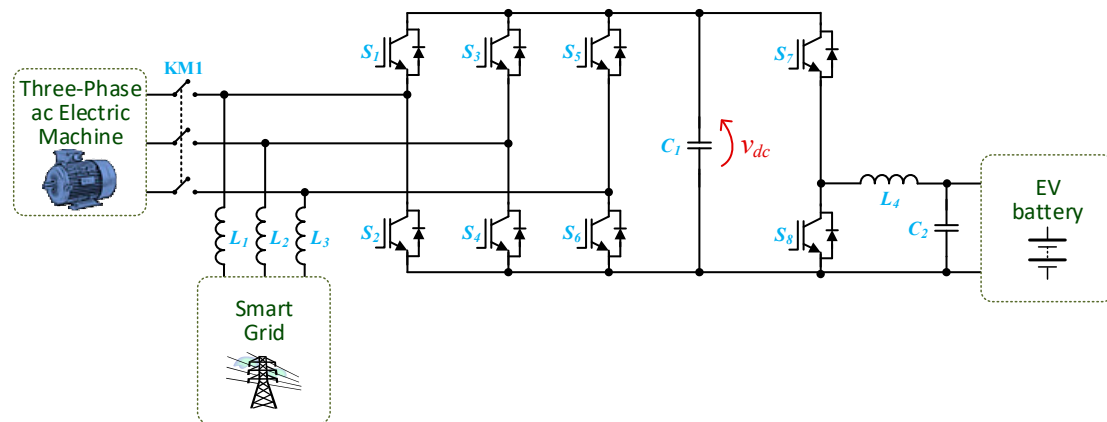 Three-Phase
ac Electric
Machine
KM1
S1
S3
S5
S7
C1
vdc
S2
S4
S6
S8
L4
C2
EV
battery
L1
L2
L3
Smart
Grid